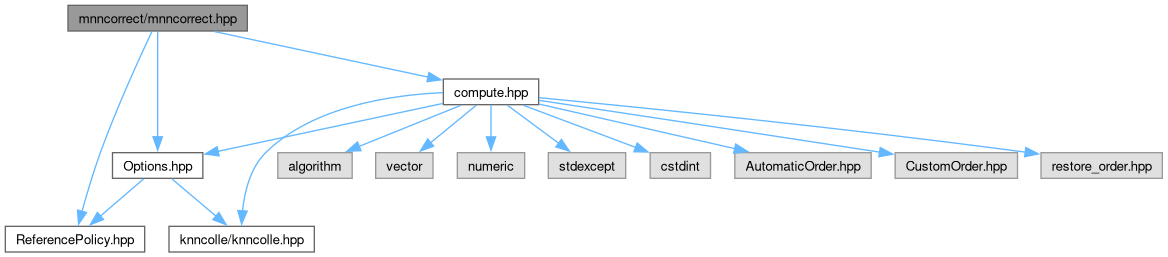 mnncorrect/mnncorrect.hpp
compute.hpp
Options.hpp
algorithm
vector
numeric
stdexcept
cstdint
AutomaticOrder.hpp
CustomOrder.hpp
restore_order.hpp
ReferencePolicy.hpp
knncolle/knncolle.hpp